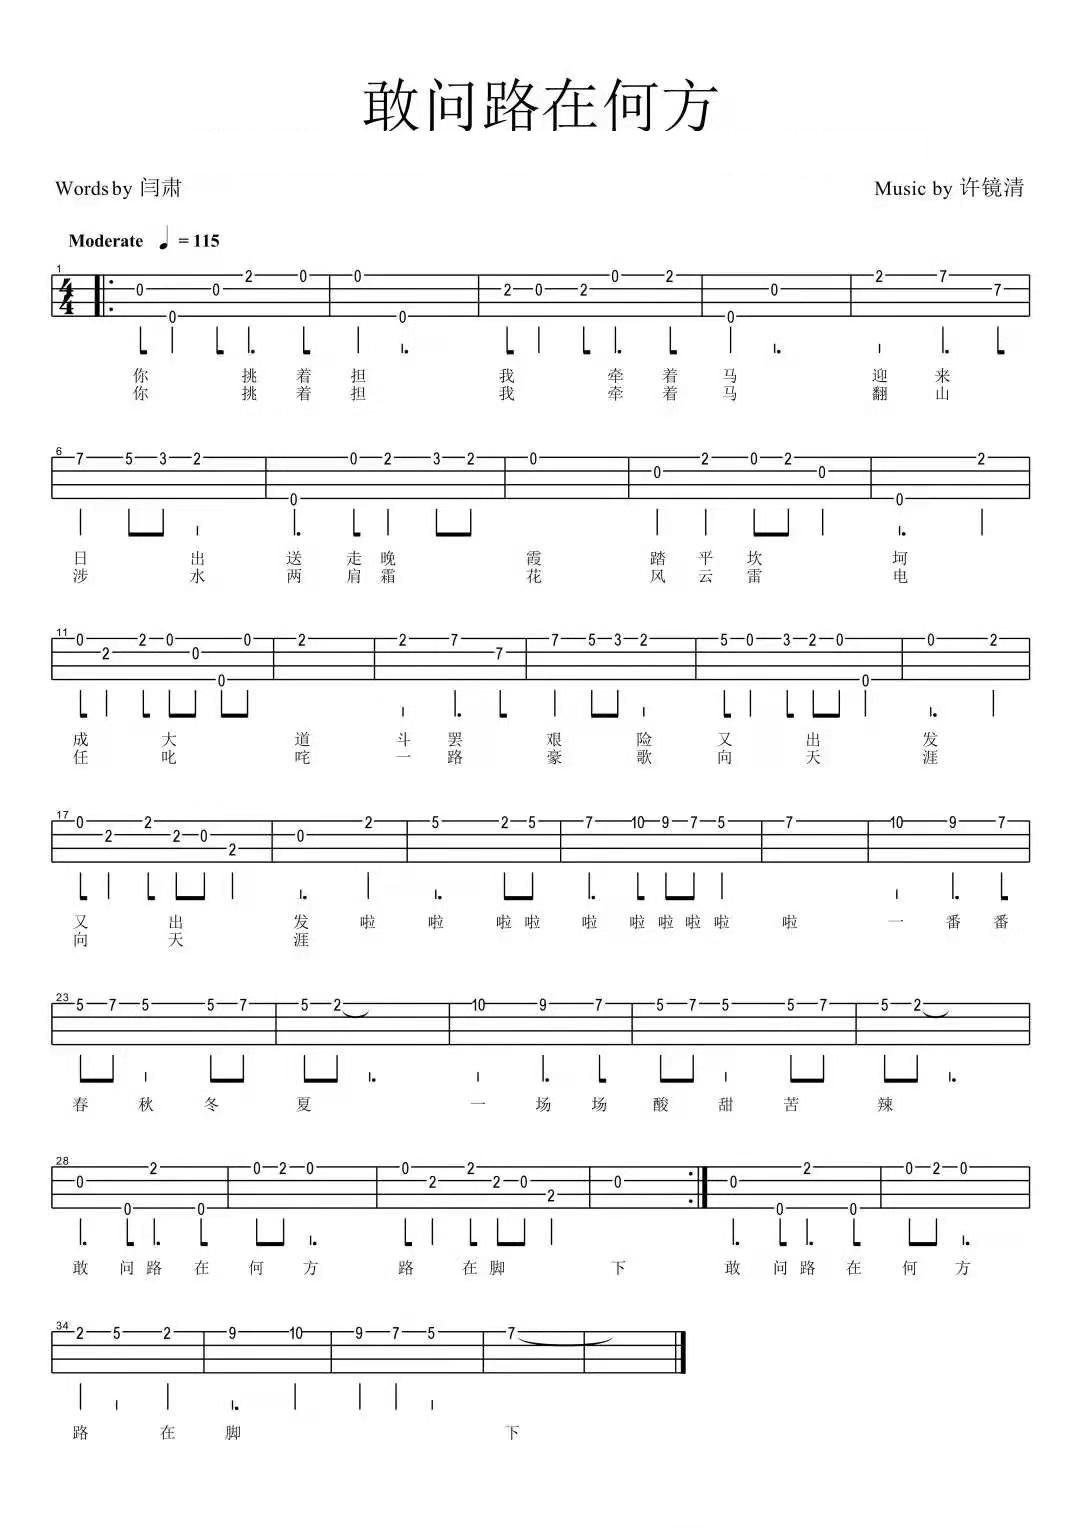 敢问路在何方
Words by 闫肃 Music by 许镜清
Moderate ♩ = 115
1
4/4
0 0 0 2 0 0 0 2 0 2 0 2 0 0 2 7 7
你 挑 着 担 我 牵 着 马 迎 来
你 挑 着 担 我 牵 着 马 翻 山
6
7 5 3 2 0 0 2 3 2 0 0 2 0 2 0 0 2
日 出 送 走 晚 霞 踏 平 坎 坷
涉 水 两 肩 霜 花 风 云 雷 电
11
0 2 2 0 0 0 0 2 2 7 7 7 5 3 2 5 0 3 2 0 0 0 2
成 大 道 斗 罢 艰 险 又 出 发
任 叱 咤 一 路 豪 歌 向 天 涯
17
0 2 2 2 0 2 0 2 5 2 5 7 10 9 7 5 7 10 9 7
又 出 发 啦 啦 啦 啦 啦 啦 啦 啦 啦 啦 一 番 番
向 天 涯
23
5 7 5 5 7 5 2 10 9 7 5 7 5 5 7 5 2
春 秋 冬 夏 一 场 场 酸 甜 苦 辣
28
0 0 2 0 0 2 0 0 2 2 2 0 2 0 0 0 2 0 0 2 0
敢 问 路 在 何 方 路 在 脚 下 敢 问 路 在 何 方
34
2 5 2 9 10 9 7 5 7
路 在 脚 下